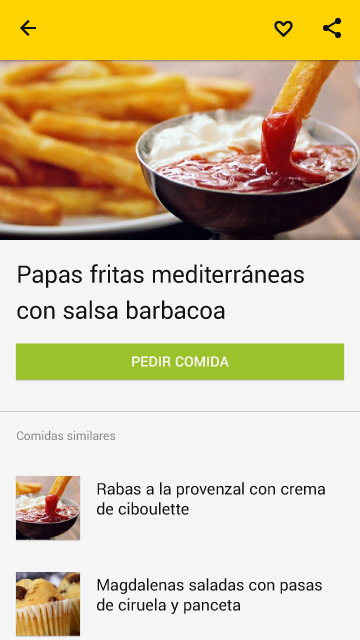 Papas fritas mediterráneas
con salsa barbacoa
PEDIR COMIDA
Comidas similares
Rabas a la provenzal con crema
de ciboulette
Magdalenas saladas con pasas
de ciruela y panceta